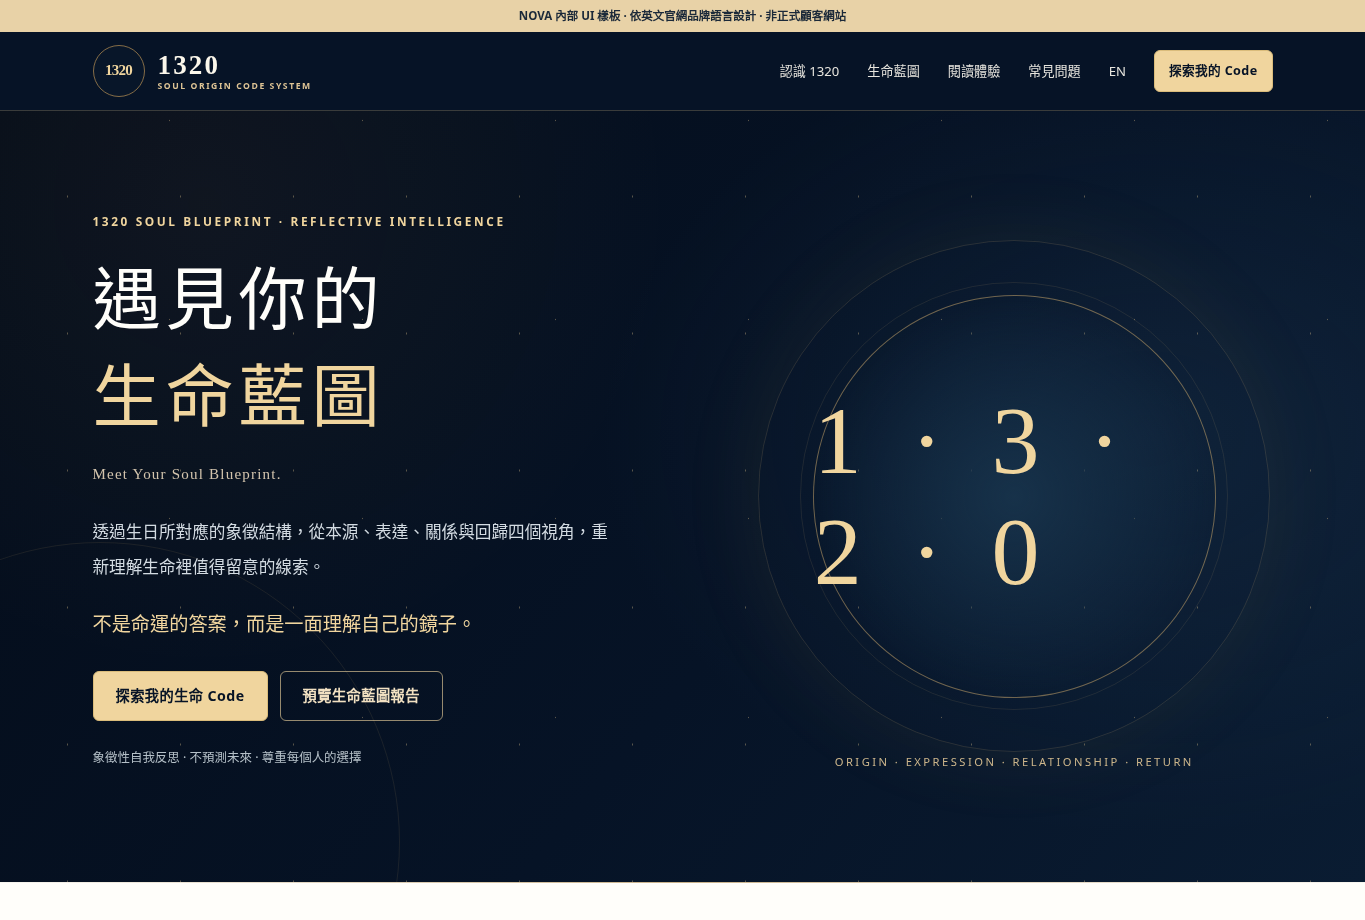 NOVA 內部 UI 樣板 · 依英文官網品牌語言設計 · 非正式顧客網站
1320
1320
SOUL ORIGIN CODE SYSTEM
認識 1320
生命藍圖
閱讀體驗
常見問題
EN
探索我的 Code
1320 SOUL BLUEPRINT · REFLECTIVE INTELLIGENCE
遇見你的
生命藍圖
Meet Your Soul Blueprint.
透過生日所對應的象徵結構，從本源、表達、關係與回歸四個視角，重
新理解生命裡值得留意的線索。
不是命運的答案，而是一面理解自己的鏡子。
探索我的生命 Code
預覽生命藍圖報告
象徵性自我反思 · 不預測未來 · 尊重每個人的選擇
1 · 3 ·
2 · 0
ORIGIN · EXPRESSION · RELATIONSHIP · RETURN